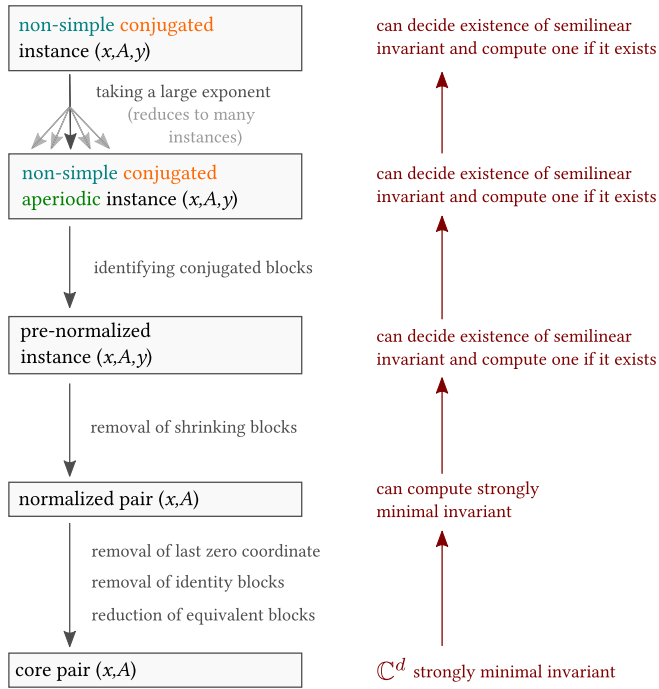 non-simple conjugated
instance (x,A,y)
can decide existence of semilinear
invariant and compute one if it exists
taking a large exponent
(reduces to many
instances)
non-simple conjugated
aperiodic instance (x,A,y)
can decide existence of semilinear
invariant and compute one if it exists
identifying conjugated blocks
pre-normalized
instance (x,A,y)
can decide existence of semilinear
invariant and compute one if it exists
removal of shrinking blocks
normalized pair (x,A)
can compute strongly
minimal invariant
removal of last zero coordinate
removal of identity blocks
reduction of equivalent blocks
core pair (x,A)
ℂᵈ strongly minimal invariant